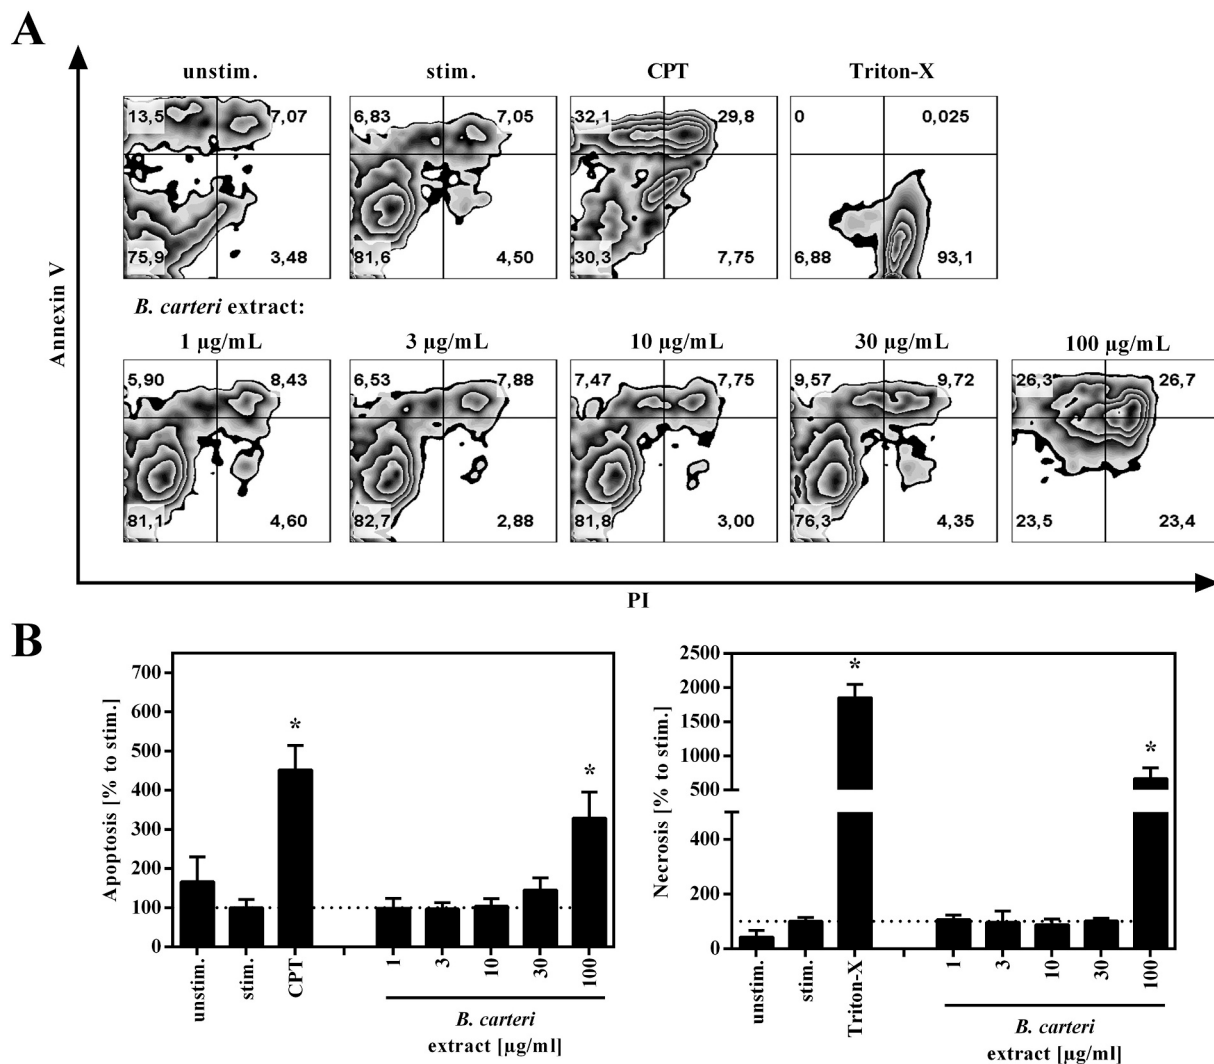 A
unstim. stim. CPT Triton-X
13,5 7,07 6,83 7,05 32,1 29,8 0 0,025
75,9 3,48 81,6 4,50 30,3 7,75 6,88 93,1
Annexin V
B. carteri extract:
1 µg/mL 3 µg/mL 10 µg/mL 30 µg/mL 100 µg/mL
5,90 8,43 6,53 7,88 7,47 7,75 9,57 9,72 26,3 26,7
81,1 4,60 82,7 2,88 81,8 3,00 76,3 4,35 23,5 23,4
PI
B
Apoptosis [% to stim.]
700
600
500
400
300
200
100
0
* *
unstim. stim. CPT 1 3 10 30 100
B. carteri
extract [µg/ml]
Necrosis [% to stim.]
2500
2000
1500
1000
500
400
200
0
* *
unstim. stim. Triton-X 1 3 10 30 100
B. carteri
extract [µg/ml]